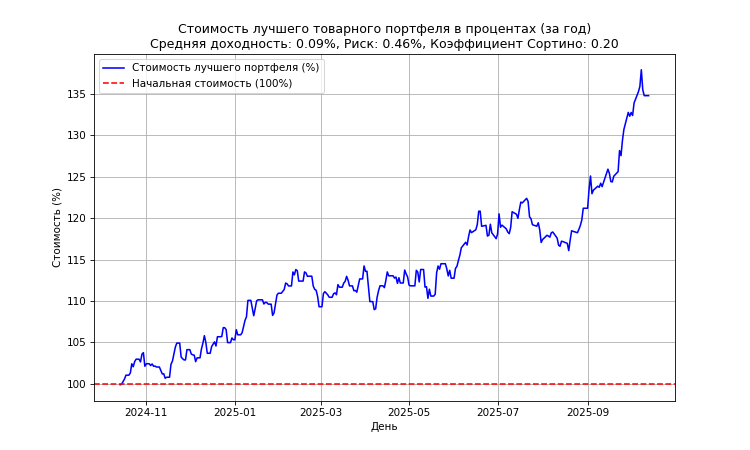 Стоимость лучшего товарного портфеля в процентах (за год)
Средняя доходность: 0.09%, Риск: 0.46%, Коэффициент Сортино: 0.20
Стоимость лучшего портфеля (%)
Начальная стоимость (100%)
Стоимость (%)
135
130
125
120
115
110
105
100
2024-11
2025-01
2025-03
2025-05
2025-07
2025-09
День